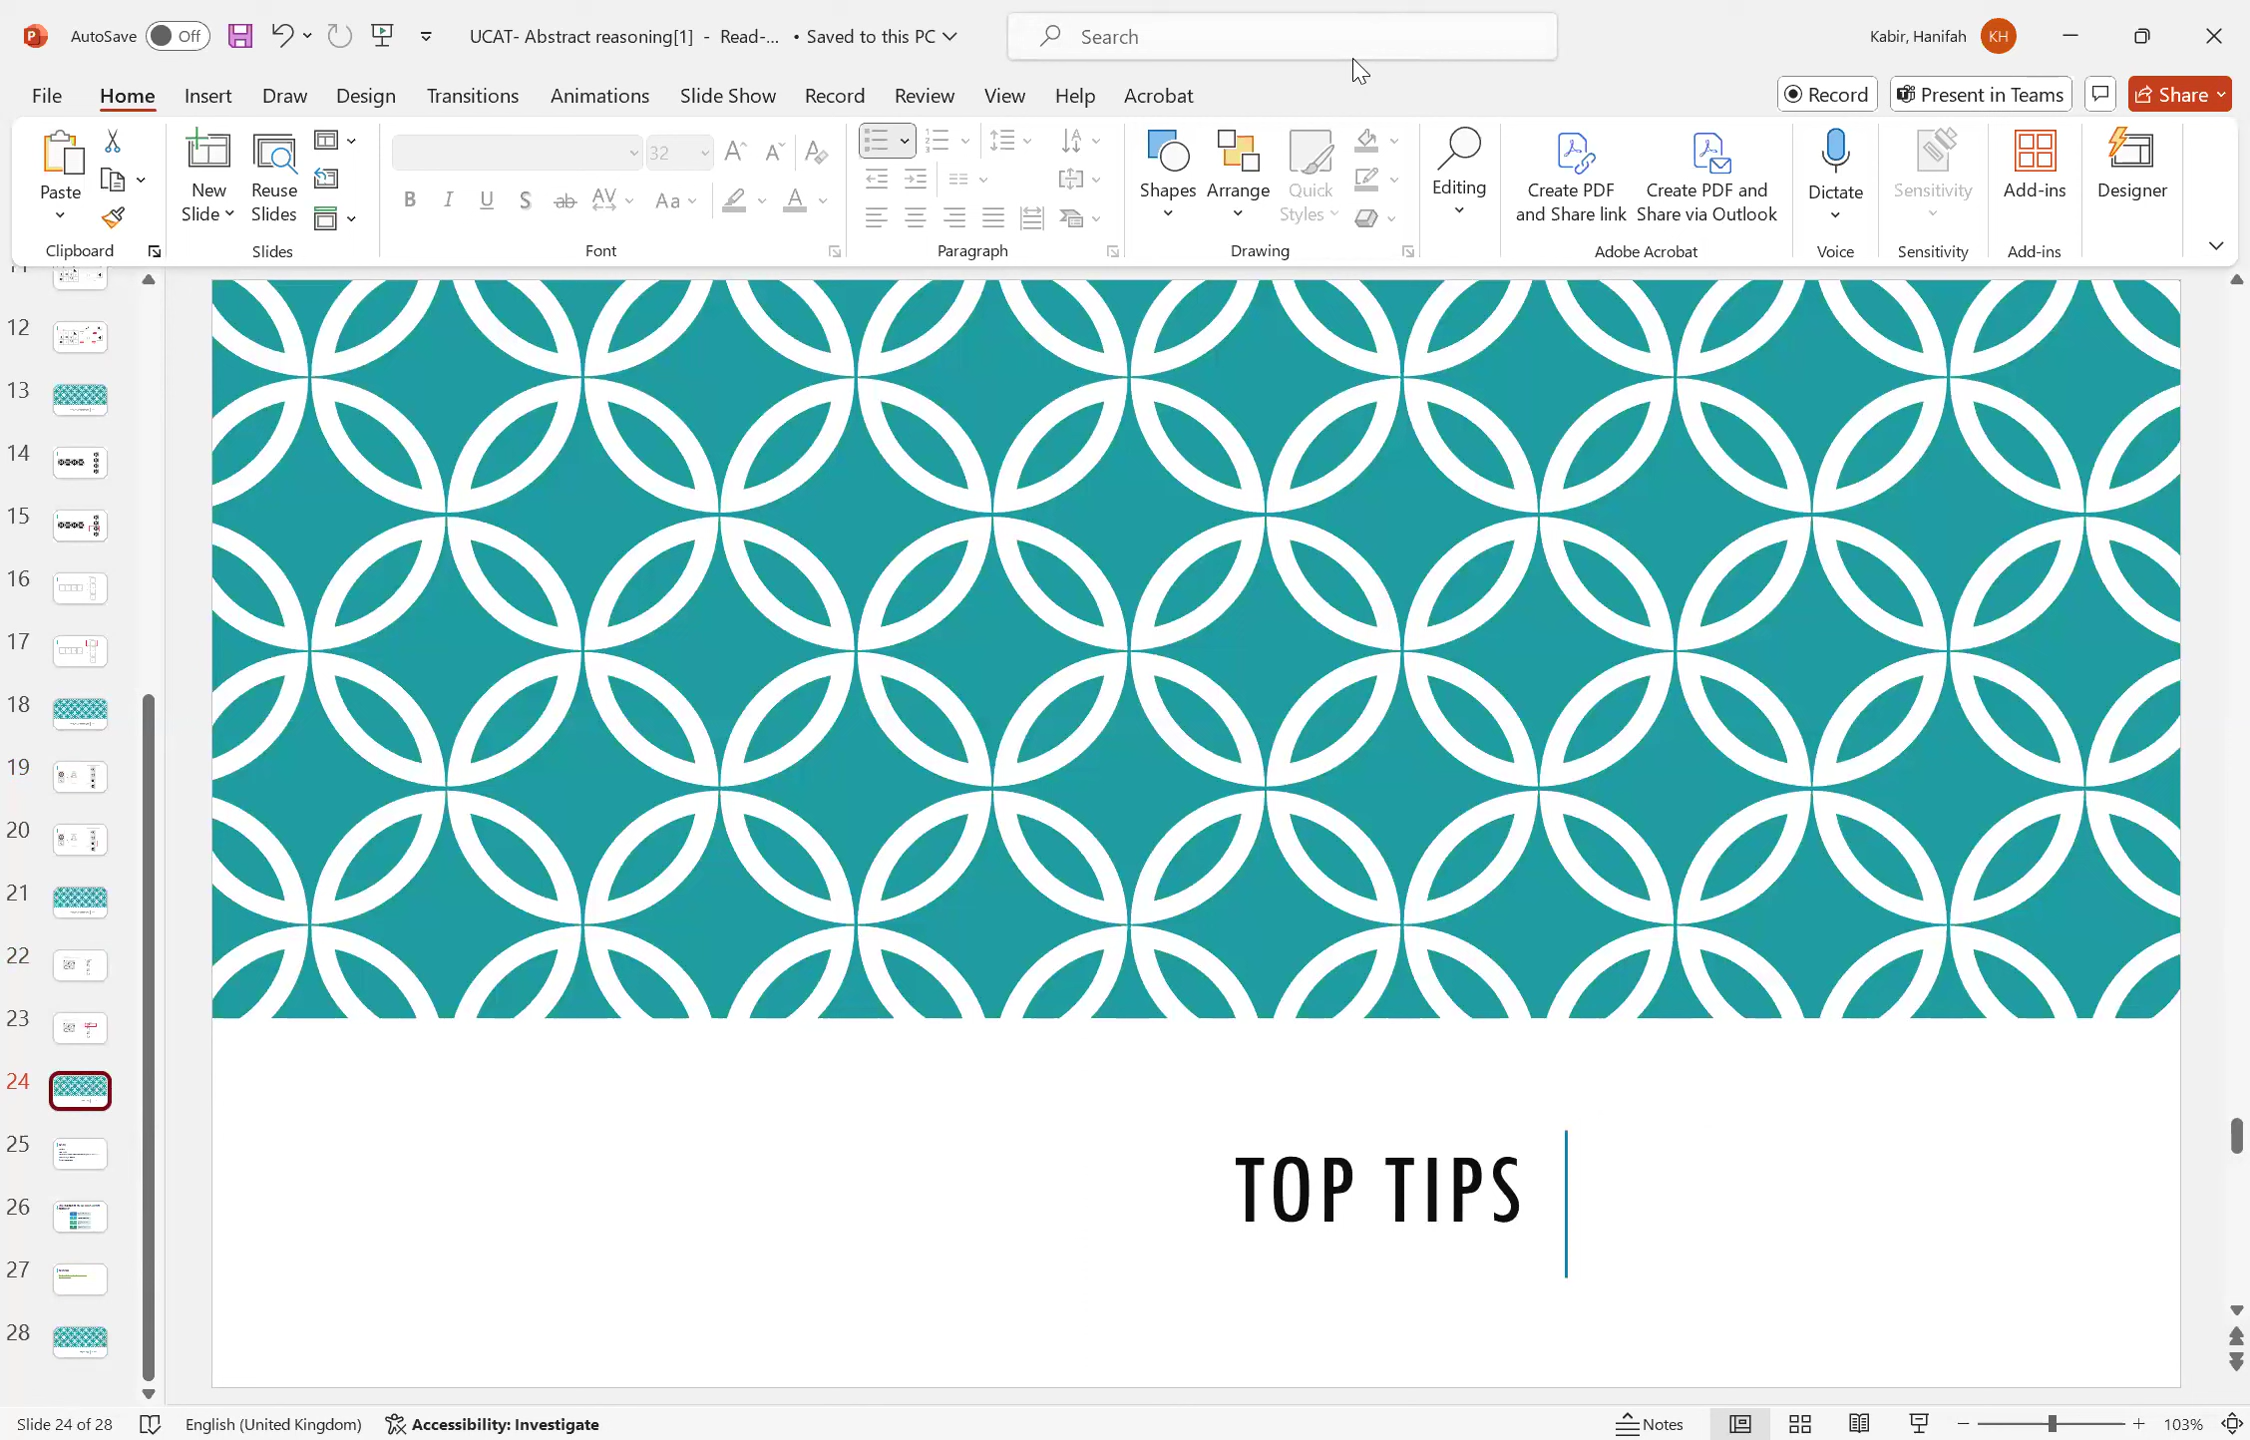 AutoSave Off UCAT- Abstract reasoning[1] - Read-... • Saved to this PC Search Kabir, Hanifah KH
File Home Insert Draw Design Transitions Animations Slide Show Record Review View Help Acrobat Record Present in Teams Share
Paste
Clipboard
New Slide
Reuse Slides
Slides
32
B I U S ab AV Aa A
Font
Paragraph
Shapes
Arrange
Quick Styles
Drawing
Editing
Create PDF and Share link
Create PDF and Share via Outlook
Adobe Acrobat
Dictate
Voice
Sensitivity
Sensitivity
Add-ins
Add-ins
Designer
12
13
14
15
16
17
18
19
20
21
22
23
24
25
26
27
28
TOP TIPS
Slide 24 of 28 English (United Kingdom) Accessibility: Investigate Notes 103%